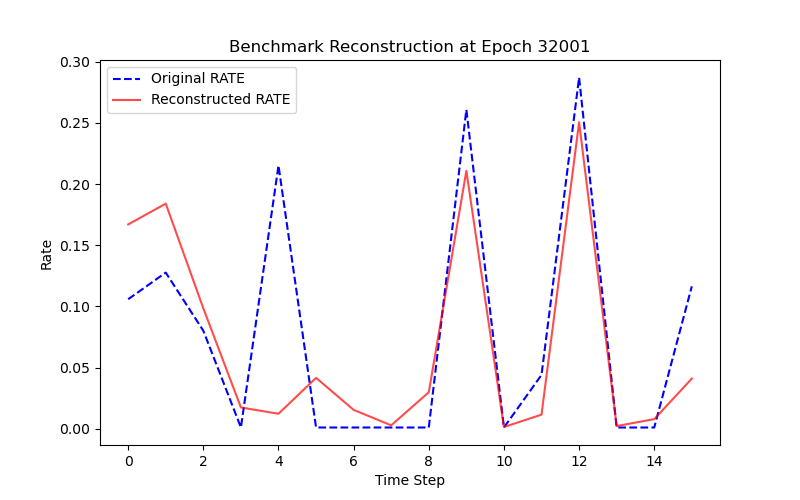 Benchmark Reconstruction at Epoch 32001
Original RATE
Reconstructed RATE
0.30
0.25
0.20
0.15
0.10
0.05
0.00
Rate
0 2 4 6 8 10 12 14
Time Step